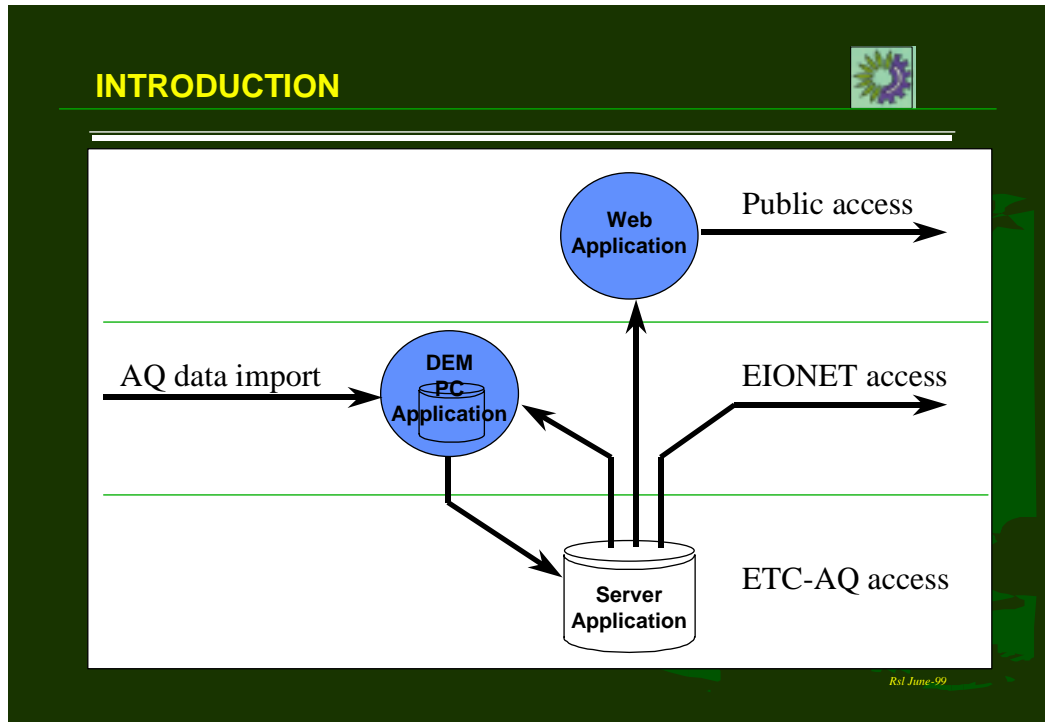 INTRODUCTION
Web
Application
Public access
AQ data import
DEM
PC
Application
EIONET access
Server
Application
ETC-AQ access
Rsl June-99